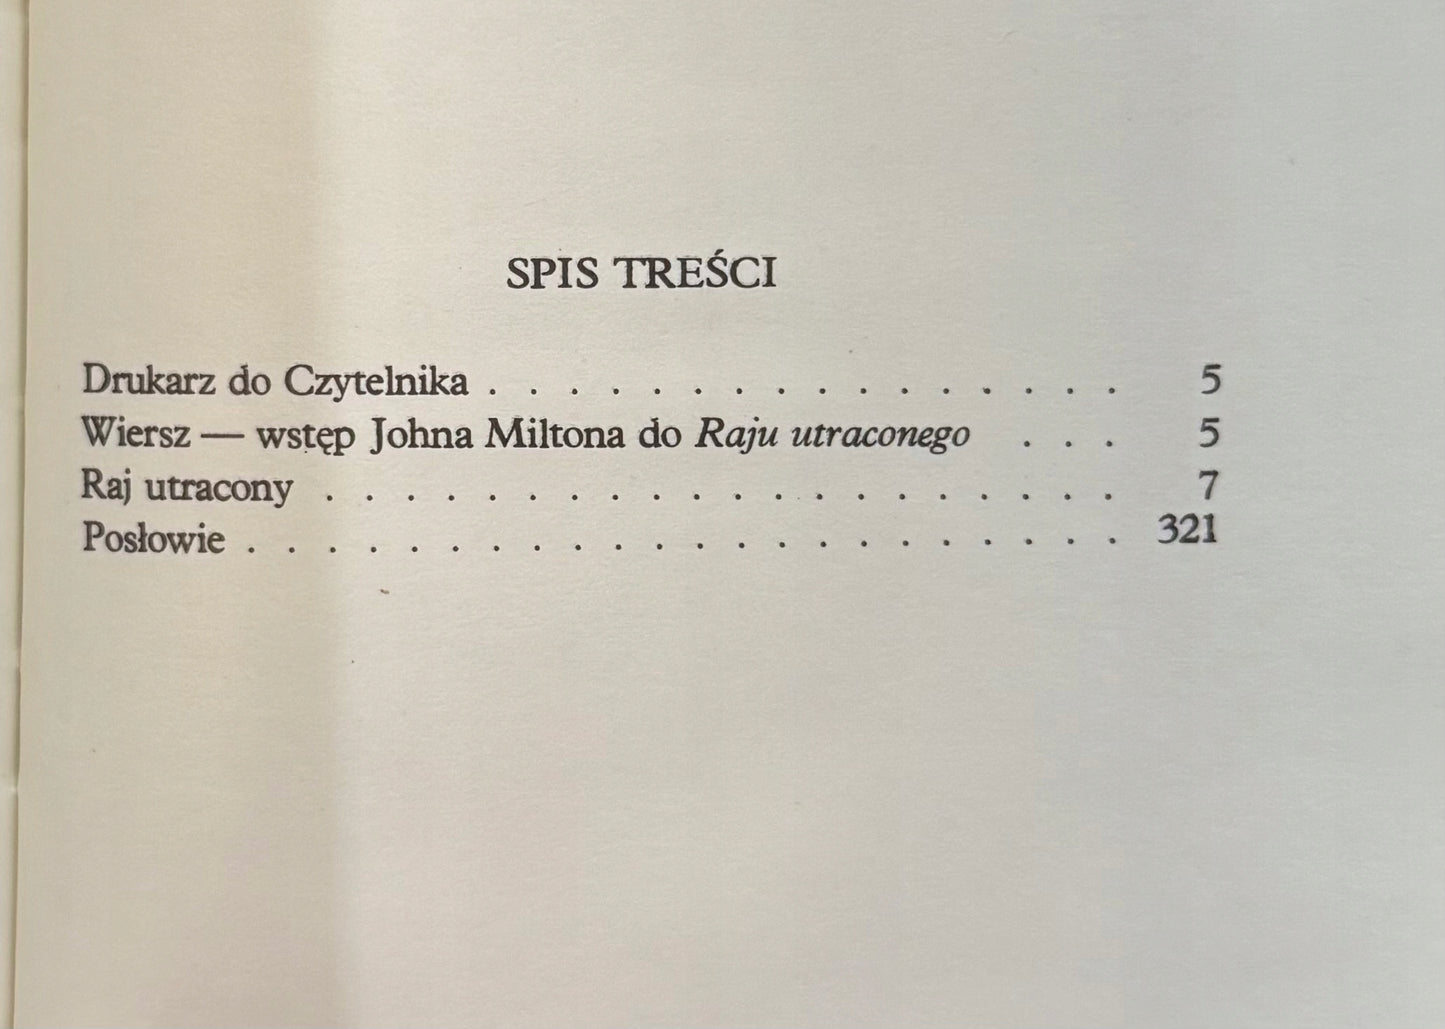 SPIS TREŚCI
Drukarz do Czytelnika . . . . . . . . . . . . . . . . 5
Wiersz — wstęp Johna Miltona do Raju utraconego . . . 5
Raj utracony . . . . . . . . . . . . . . . . . . . . 7
Posłowie . . . . . . . . . . . . . . . . . . . . . . 321